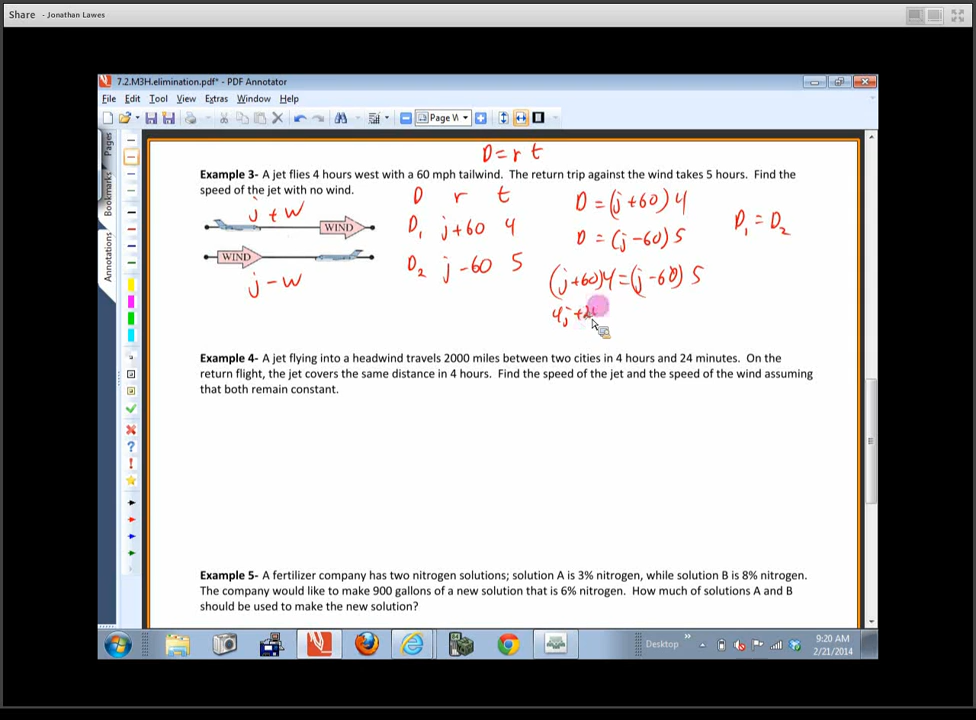 Share - Jonathan Lawes
7.2.M3H.elimination.pdf* - PDF Annotator
File Edit Tool View Extras Window Help
Page W
Pages
Bookmarks
Annotations
D = r t
Example 3- A jet flies 4 hours west with a 60 mph tailwind. The return trip against the wind takes 5 hours. Find the
speed of the jet with no wind.
j + w
WIND
WIND
j - w
D r t
D₁ j+60 4
D₂ j-60 5
D = (j+60)4
D = (j-60)5
D₁ = D₂
(j+60)4 = (j-60)5
4j +
Example 4- A jet flying into a headwind travels 2000 miles between two cities in 4 hours and 24 minutes. On the
return flight, the jet covers the same distance in 4 hours. Find the speed of the jet and the speed of the wind assuming
that both remain constant.
Example 5- A fertilizer company has two nitrogen solutions; solution A is 3% nitrogen, while solution B is 8% nitrogen.
The company would like to make 900 gallons of a new solution that is 6% nitrogen. How much of solutions A and B
should be used to make the new solution?
Desktop »
9:20 AM
2/21/2014